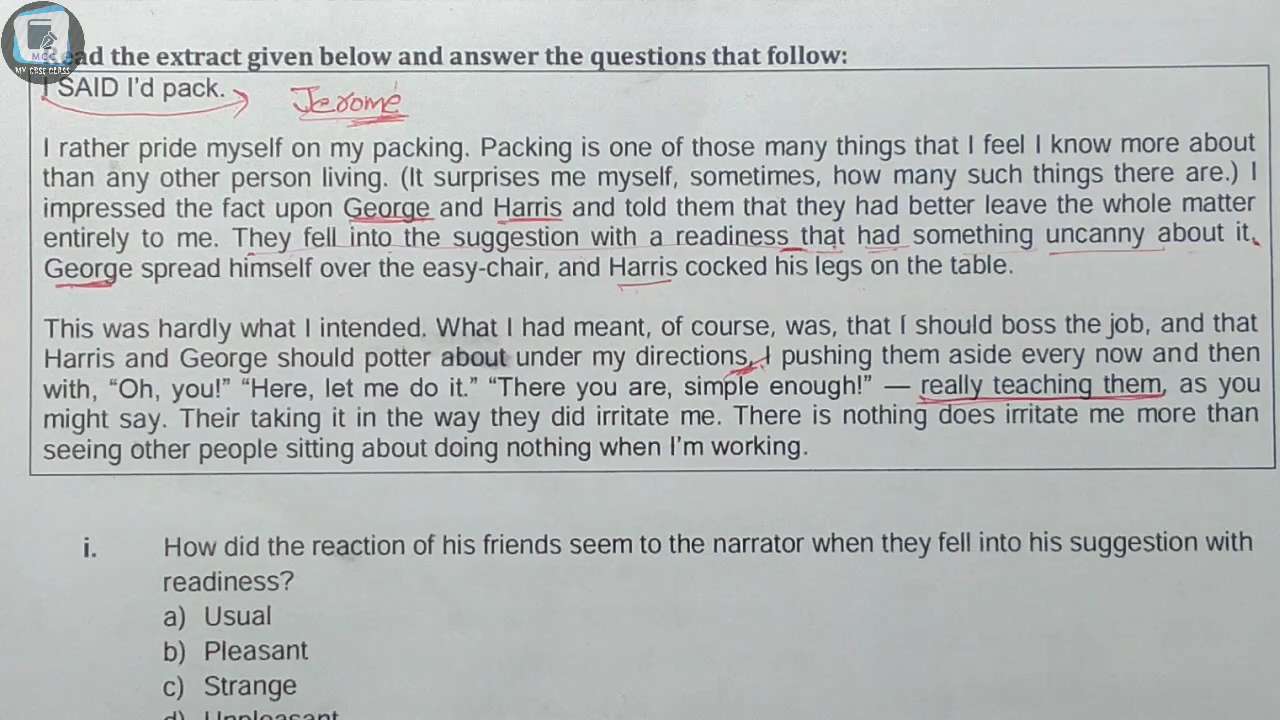 MCC
MY CBSE CLASS
Read the extract given below and answer the questions that follow:
I SAID I'd pack.
Jerome
I rather pride myself on my packing. Packing is one of those many things that I feel I know more about
than any other person living. (It surprises me myself, sometimes, how many such things there are.) I
impressed the fact upon George and Harris and told them that they had better leave the whole matter
entirely to me. They fell into the suggestion with a readiness that had something uncanny about it.
George spread himself over the easy-chair, and Harris cocked his legs on the table.
This was hardly what I intended. What I had meant, of course, was, that I should boss the job, and that
Harris and George should potter about under my directions, I pushing them aside every now and then
with, “Oh, you!” “Here, let me do it.” “There you are, simple enough!” — really teaching them, as you
might say. Their taking it in the way they did irritate me. There is nothing does irritate me more than
seeing other people sitting about doing nothing when I'm working.
i. How did the reaction of his friends seem to the narrator when they fell into his suggestion with
readiness?
a) Usual
b) Pleasant
c) Strange
d) Unpleasant